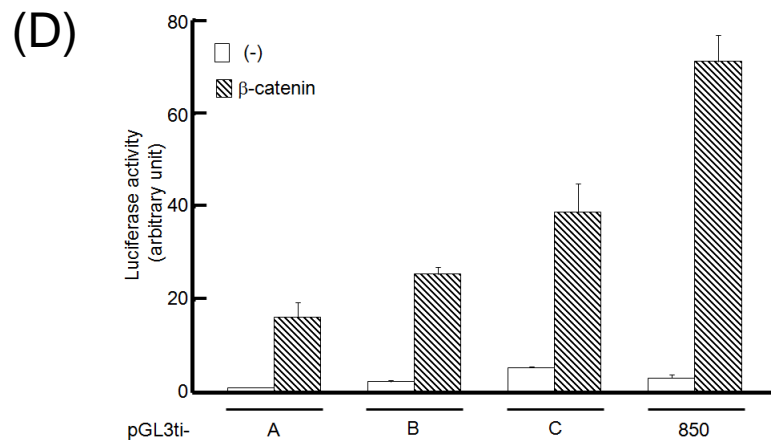 (D)
80
60
40
20
0
Luciferase activity
(arbitrary unit)
(-)
β-catenin
pGL3ti- A B C 850